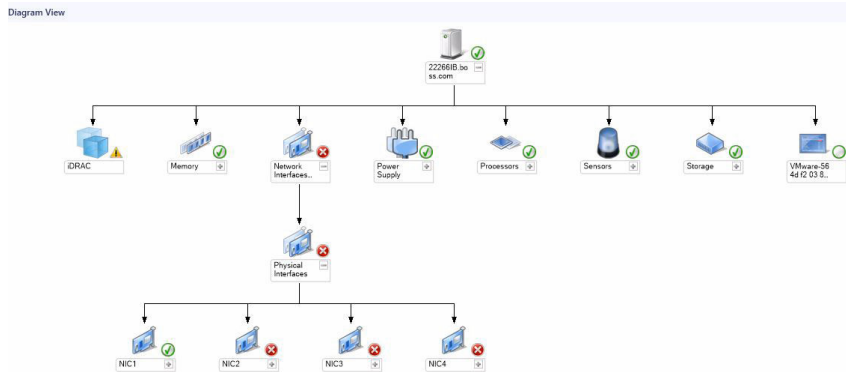 Diagram View
22266IB.bo
ss.com
iDRAC
Memory
Network
Interfaces...
Power
Supply
Processors
Sensors
Storage
VMware-56
4d f2 03 8...
Physical
Interfaces
NIC1
NIC2
NIC3
NIC4